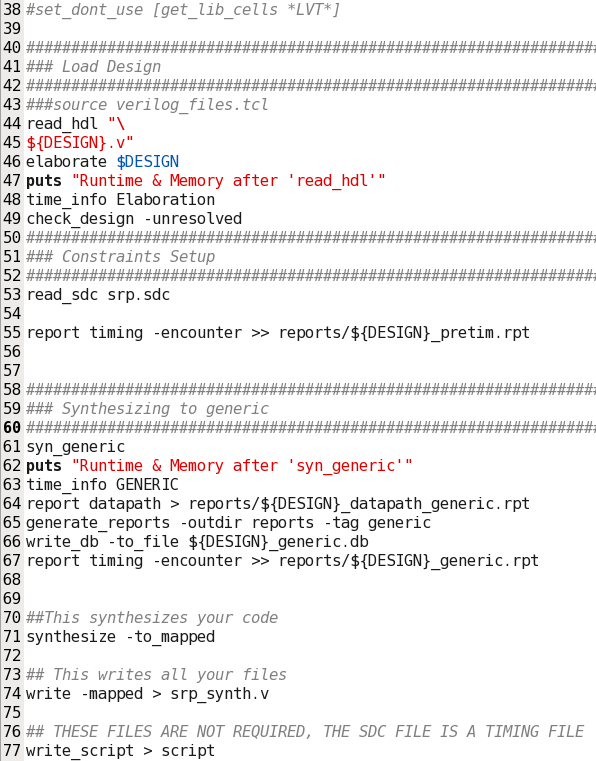 38 #set_dont_use [get_lib_cells *LVT*]
39
40 ###############################################################
41 ### Load Design
42 ###############################################################
43 ###source verilog_files.tcl
44 read_hdl "\
45 ${DESIGN}.v"
46 elaborate $DESIGN
47 puts "Runtime & Memory after 'read_hdl'"
48 time_info Elaboration
49 check_design -unresolved
50 ###############################################################
51 ### Constraints Setup
52 ###############################################################
53 read_sdc srp.sdc
54
55 report timing -encounter >> reports/${DESIGN}_pretim.rpt
56
57
58 ###############################################################
59 ### Synthesizing to generic
60 ###############################################################
61 syn_generic
62 puts "Runtime & Memory after 'syn_generic'"
63 time_info GENERIC
64 report datapath > reports/${DESIGN}_datapath_generic.rpt
65 generate_reports -outdir reports -tag generic
66 write_db -to_file ${DESIGN}_generic.db
67 report timing -encounter >> reports/${DESIGN}_generic.rpt
68
69
70 ##This synthesizes your code
71 synthesize -to_mapped
72
73 ## This writes all your files
74 write -mapped > srp_synth.v
75
76 ## THESE FILES ARE NOT REQUIRED, THE SDC FILE IS A TIMING FILE
77 write_script > script